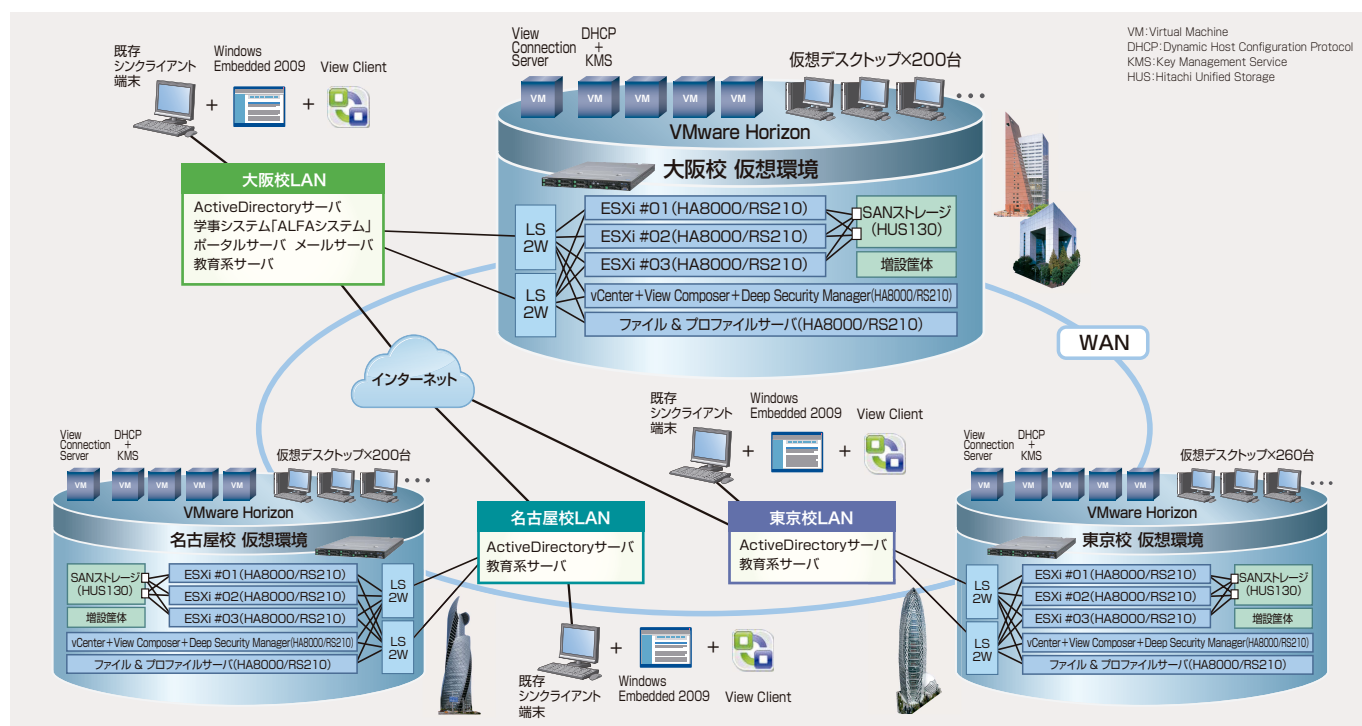 VM:Virtual Machine
DHCP:Dynamic Host Configuration Protocol
KMS:Key Management Service
HUS:Hitachi Unified Storage
既存
シンクライアント
端末
+
Windows
Embedded 2009
+
View Client
View
Connection
Server
DHCP
+
KMS
仮想デスクトップ×200台
VM
VM
VM
VM
VM
•••
VMware Horizon
大阪校 仮想環境
大阪校LAN
ActiveDirectoryサーバ
学事システム「ALFAシステム」
ポータルサーバ メールサーバ
教育系サーバ
LS
2W
LS
2W
ESXi #01(HA8000/RS210)
ESXi #02(HA8000/RS210)
ESXi #03(HA8000/RS210)
SANストレージ
(HUS130)
増設筐体
vCenter+View Composer+Deep Security Manager(HA8000/RS210)
ファイル & プロファイルサーバ(HA8000/RS210)
WAN
インターネット
既存
シンクライアント
端末
+
Windows
Embedded 2009
+
View Client
View
Connection
Server
DHCP
+
KMS
仮想デスクトップ×200台
VM
VM
VM
VM
VM
•••
VMware Horizon
名古屋校 仮想環境
SANストレージ
(HUS130)
増設筐体
ESXi #01(HA8000/RS210)
ESXi #02(HA8000/RS210)
ESXi #03(HA8000/RS210)
LS
2W
LS
2W
vCenter+View Composer+Deep Security Manager(HA8000/RS210)
ファイル & プロファイルサーバ(HA8000/RS210)
名古屋校LAN
ActiveDirectoryサーバ
教育系サーバ
既存
シンクライアント
端末
+
Windows
Embedded 2009
+
View Client
東京校LAN
ActiveDirectoryサーバ
教育系サーバ
View
Connection
Server
DHCP
+
KMS
仮想デスクトップ×260台
VM
VM
VM
VM
VM
•••
VMware Horizon
東京校 仮想環境
LS
2W
LS
2W
ESXi #01(HA8000/RS210)
ESXi #02(HA8000/RS210)
ESXi #03(HA8000/RS210)
SANストレージ
(HUS130)
増設筐体
vCenter+View Composer+Deep Security Manager(HA8000/RS210)
ファイル & プロファイルサーバ(HA8000/RS210)